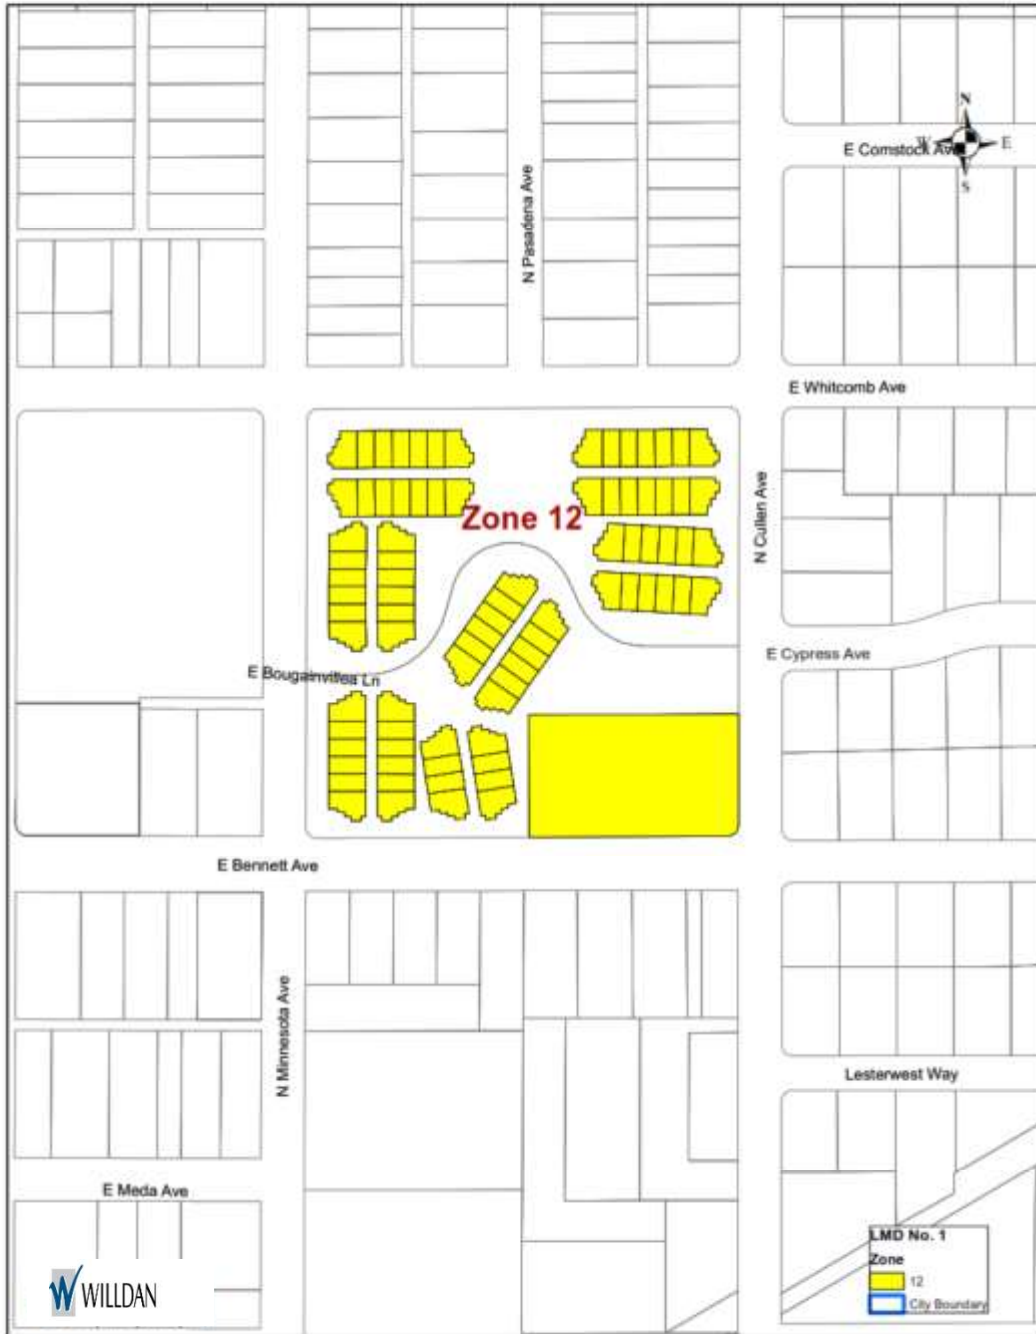 N
E Comstock Ave
W
E
S
N Pasadena Ave
E Whitcomb Ave
Zone 12
N Cullen Ave
E Cypress Ave
E Bougainvillea Ln
E Bennett Ave
N Minnesota Ave
Lesterwest Way
E Meda Ave
LMD No. 1
Zone
12
City Boundary
W WILLDAN